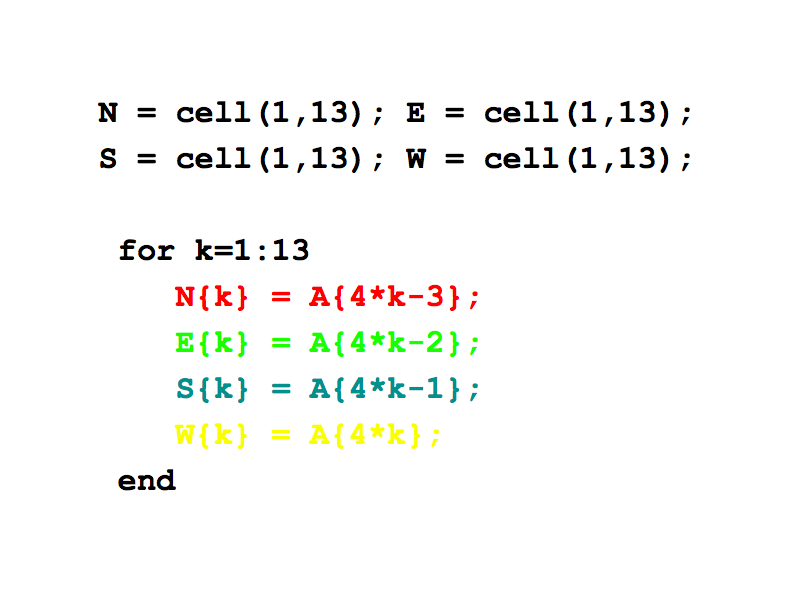 N = cell(1,13); E = cell(1,13);
S = cell(1,13); W = cell(1,13);
for k=1:13
N{k} = A{4*k-3};
E{k} = A{4*k-2};
S{k} = A{4*k-1};
W{k} = A{4*k};
end